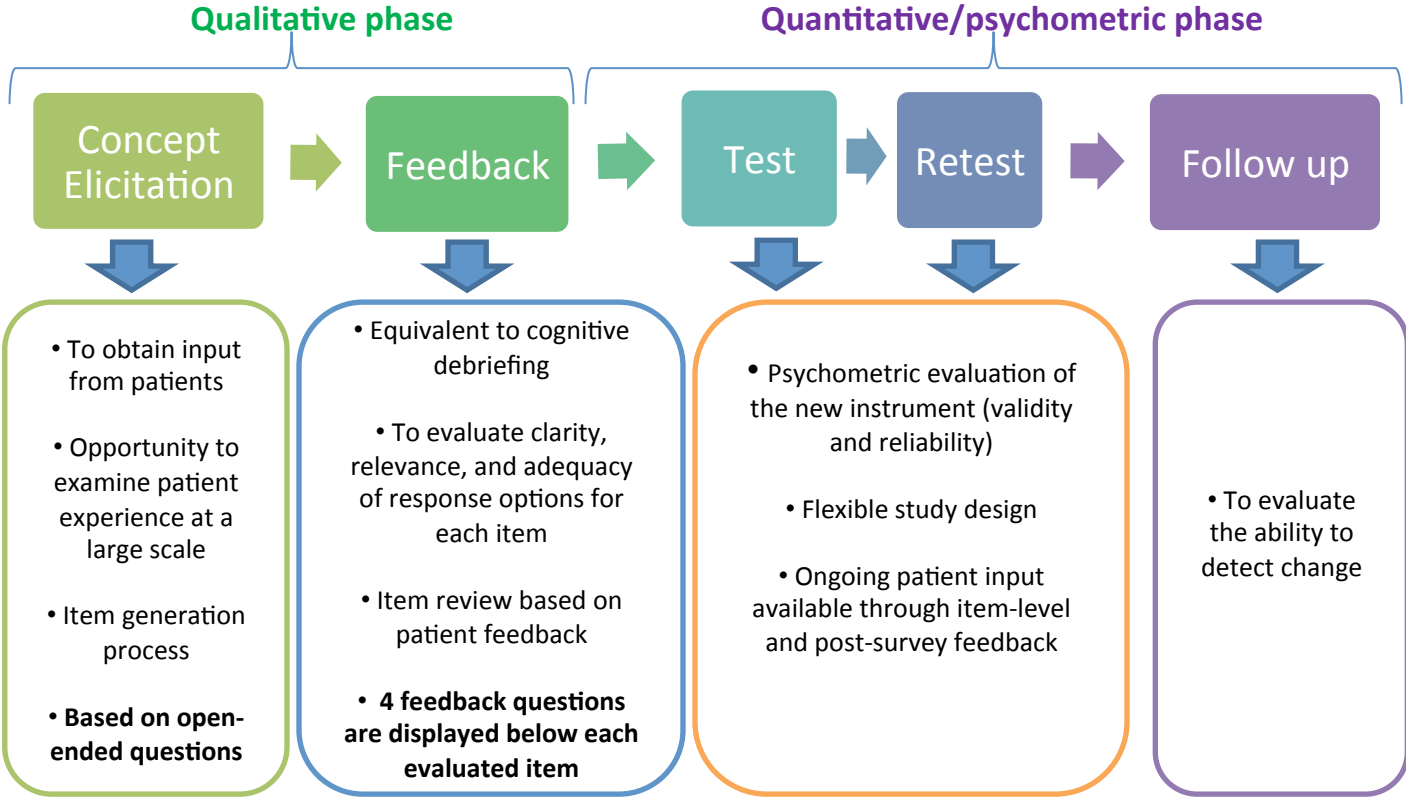 Qualitative phase
Quantitative/psychometric phase
Concept
Elicitation
Feedback
Test
Retest
Follow up
• To obtain input
from patients
• Opportunity to
examine patient
experience at a
large scale
• Item generation
process
• Based on open-
ended questions
• Equivalent to cognitive
debriefing
• To evaluate clarity,
relevance, and adequacy
of response options for
each item
• Item review based on
patient feedback
• 4 feedback questions
are displayed below each
evaluated item
• Psychometric evaluation of
the new instrument (validity
and reliability)
• Flexible study design
• Ongoing patient input
available through item-level
and post-survey feedback
• To evaluate
the ability to
detect change